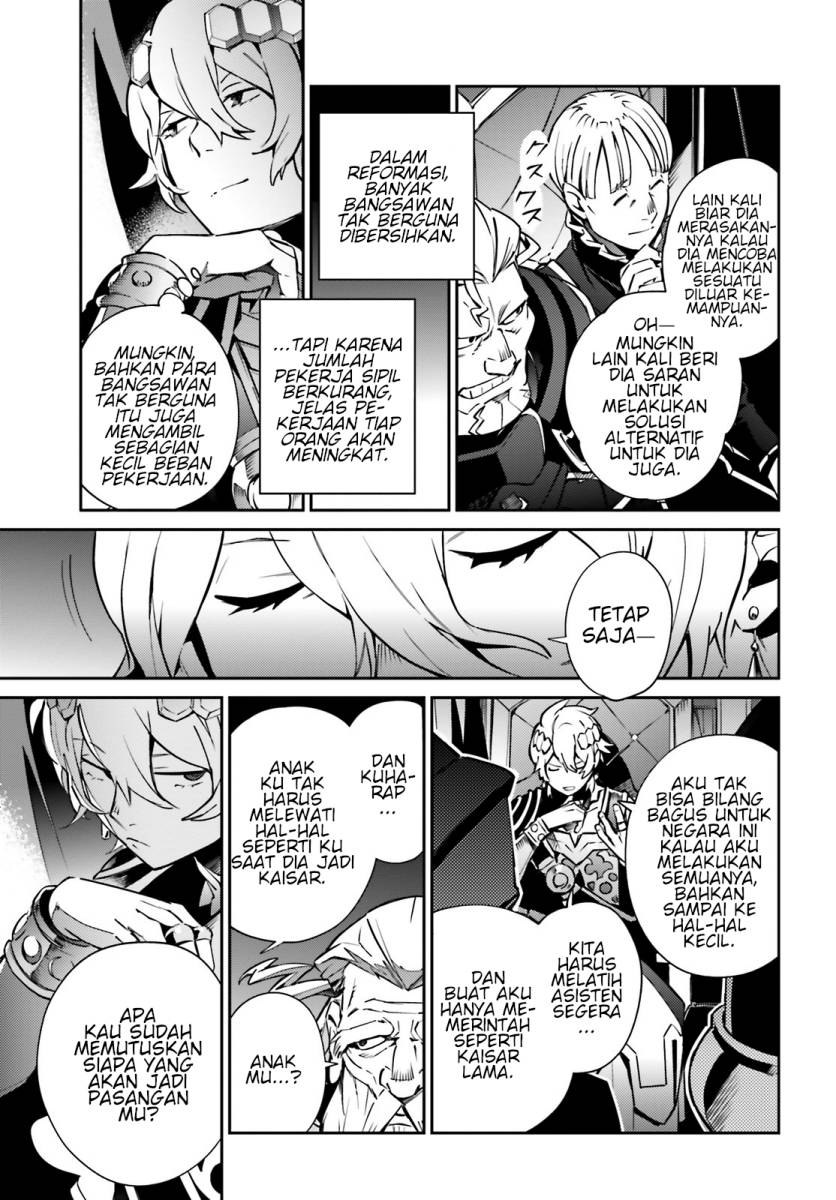 LAIN KALI
BIAR DIA
MERASAKAN-
NYA KALAU
DIA MENCOBA
MELAKUKAN
SESUATU
DILUAR KE-
MAMPUAN-
NYA.
OH—
MUNGKIN
LAIN KALI BERI
DIA SARAN
UNTUK
MELAKUKAN
SOLUSI
ALTERNATIF
UNTUK DIA
JUGA.
クスクス
DALAM
REFORMASI,
BANYAK
BANGSAWAN
TAK BERGUNA
DIBERSIHKAN.
...TAPI KARENA
JUMLAH
PEKERJA SIPIL
BERKURANG,
JELAS PE-
KERJAAN TIAP
ORANG AKAN
MENINGKAT.
MUNGKIN,
BAHKAN PARA
BANGSAWAN
TAK BERGUNA
ITU JUGA
MENGAMBIL
SEBAGIAN
KECIL BEBAN
PEKERJAAN.
TETAP
SAJA—
AKU TAK
BISA BILANG
BAGUS UNTUK
NEGARA INI
KALAU AKU
MELAKUKAN
SEMUANYA,
BAHKAN
SAMPAI KE
HAL-HAL
KECIL.
KITA
HARUS
MELATIH
ASISTEN
SEGERA
...
DAN
BUAT AKU
HANYA ME-
MERINTAH
SEPERTI
KAISAR
LAMA.
DAN
KUHA-
RAP
...
ANAK
KU TAK
HARUS
MELEWATI
HAL-HAL
SEPERTI KU
SAAT DIA JADI
KAISAR.
ANAK
MU...?
APA
KAU SUDAH
MEMUTUSKAN
SIAPA YANG
AKAN JADI
PASANGAN
MU?